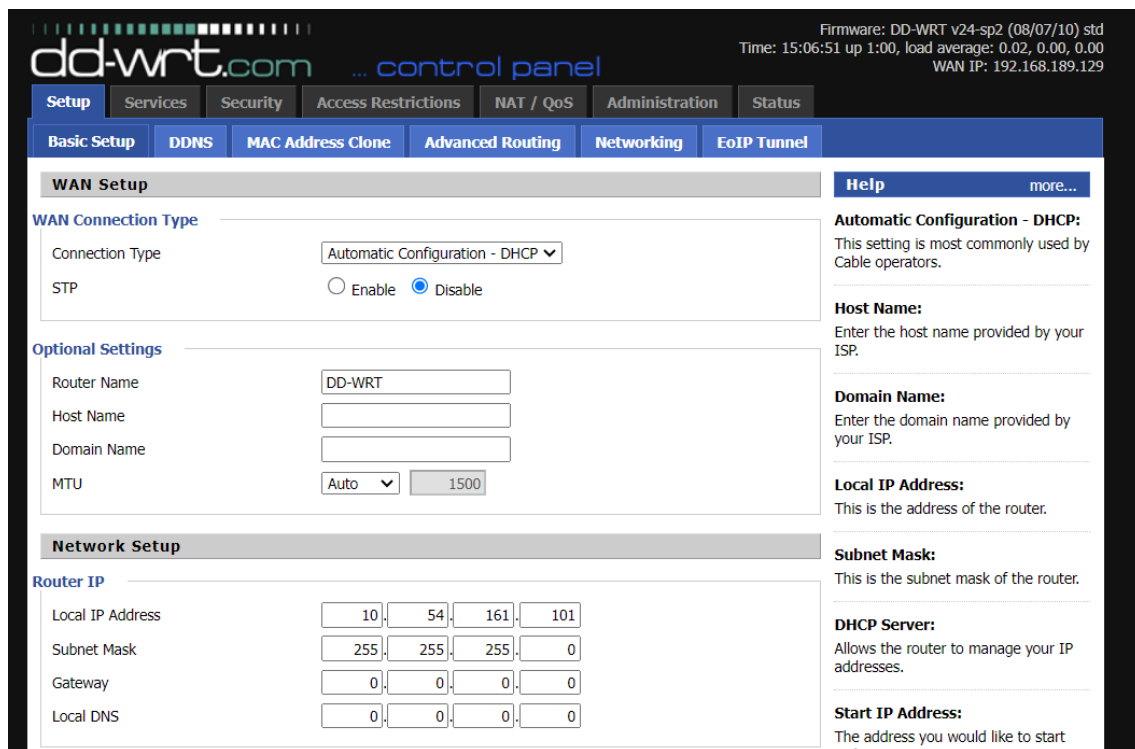 dd-wrt.com ... control panel
Firmware: DD-WRT v24-sp2 (08/07/10) std
Time: 15:06:51 up 1:00, load average: 0.02, 0.00, 0.00
WAN IP: 192.168.189.129
Setup Services Security Access Restrictions NAT / QoS Administration Status
Basic Setup DDNS MAC Address Clone Advanced Routing Networking EoIP Tunnel
WAN Setup
WAN Connection Type
Connection Type Automatic Configuration - DHCP
STP Enable Disable
Optional Settings
Router Name DD-WRT
Host Name
Domain Name
MTU Auto 1500
Network Setup
Router IP
Local IP Address 10. 54. 161. 101
Subnet Mask 255. 255. 255. 0
Gateway 0. 0. 0. 0
Local DNS 0. 0. 0. 0
Help more...
Automatic Configuration - DHCP:
This setting is most commonly used by
Cable operators.
Host Name:
Enter the host name provided by your
ISP.
Domain Name:
Enter the domain name provided by
your ISP.
Local IP Address:
This is the address of the router.
Subnet Mask:
This is the subnet mask of the router.
DHCP Server:
Allows the router to manage your IP
addresses.
Start IP Address:
The address you would like to start